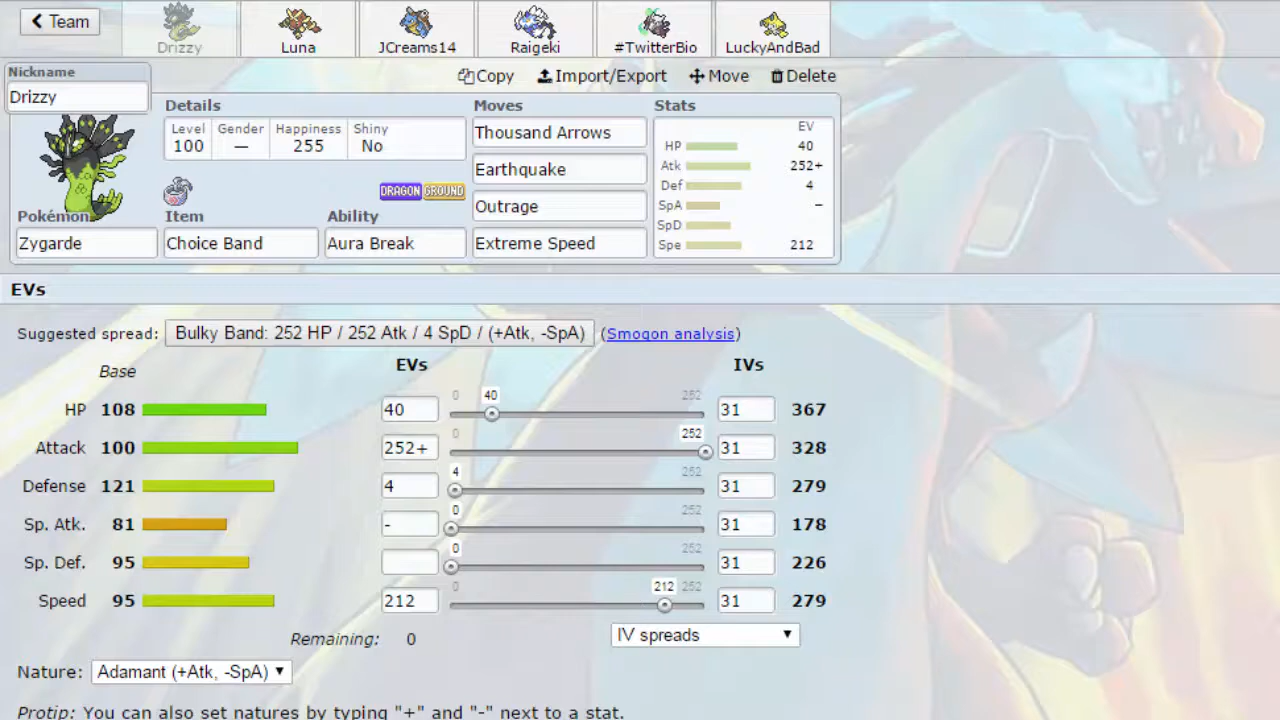 Team
Drizzy
Luna
JCreams14
Raigeki
#TwitterBio
LuckyAndBad
Nickname
Drizzy
Copy
Import/Export
Move
Delete
Details
Level
100
Gender
—
Happiness
255
Shiny
No
DRAGON GROUND
Pokémon
Zygarde
Item
Choice Band
Ability
Aura Break
Moves
Thousand Arrows
Earthquake
Outrage
Extreme Speed
Stats
EV
HP 40
Atk 252+
Def 4
SpA –
SpD
Spe 212
EVs
Suggested spread: Bulky Band: 252 HP / 252 Atk / 4 SpD / (+Atk, -SpA) (Smogon analysis)
Base EVs IVs
HP 108 40 0 40 252 31 367
Attack 100 252+ 0 252 31 328
Defense 121 4 4 252 31 279
Sp. Atk. 81 - 0 252 31 178
Sp. Def. 95 0 252 31 226
Speed 95 212 0 212 252 31 279
Remaining: 0 IV spreads
Nature: Adamant (+Atk, -SpA)
Protip: You can also set natures by typing "+" and "-" next to a stat.